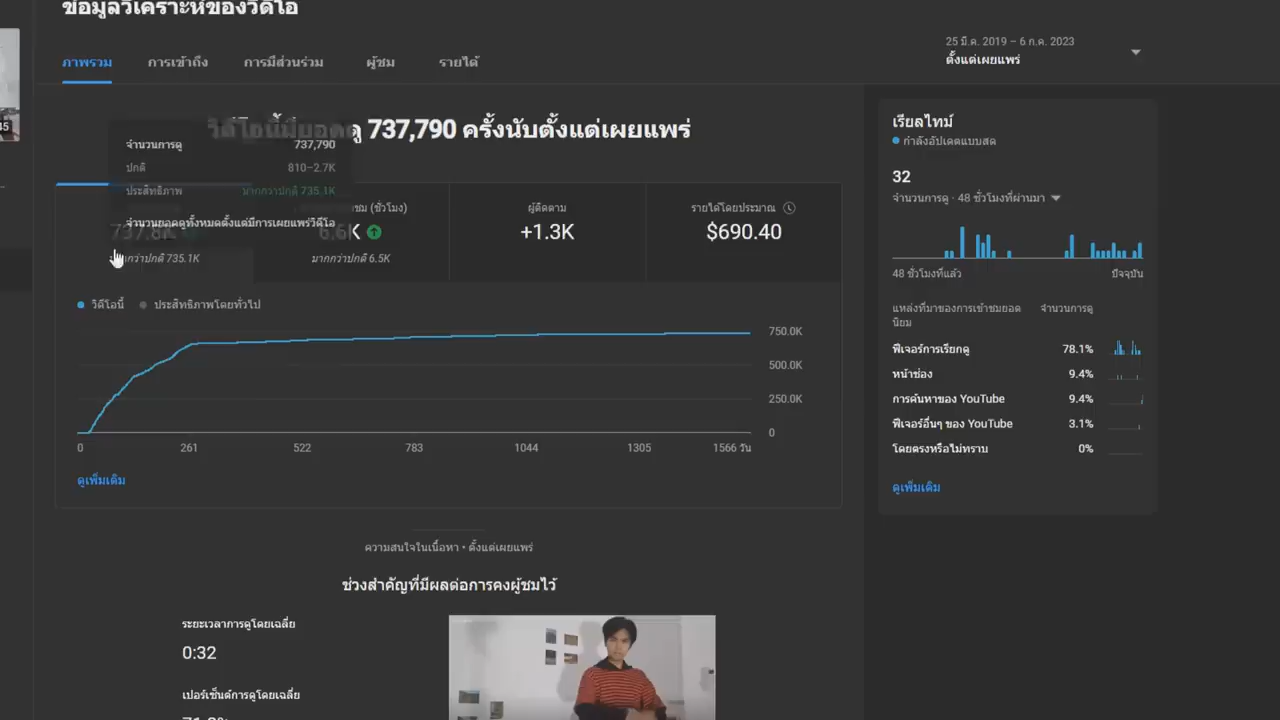 ข้อมูลวิเคราะห์ของวิดีโอ
ภาพรวม การเข้าถึง การมีส่วนร่วม ผู้ชม รายได้
25 มี.ค. 2019 – 6 ก.ค. 2023
ตั้งแต่เผยแพร่
วิดีโอนี้มียอดดู 737,790 ครั้งนับตั้งแต่เผยแพร่
จำนวนการดู 737,790
ปกติ 810–2.7K
ประสิทธิภาพ มากกว่าปกติ 735.1K
จำนวนยอดดูทั้งหมดตั้งแต่มีการเผยแพร่วิดีโอ
737.8K
มากกว่าปกติ 735.1K
ชม (ชั่วโมง)
6.6K
มากกว่าปกติ 6.5K
ผู้ติดตาม
+1.3K
รายได้โดยประมาณ
$690.40
วิดีโอนี้ ประสิทธิภาพโดยทั่วไป
750.0K
500.0K
250.0K
0
0 261 522 783 1044 1305 1566 วัน
ดูเพิ่มเติม
เรียลไทม์
กำลังอัปเดตแบบสด
32
จำนวนการดู · 48 ชั่วโมงที่ผ่านมา
48 ชั่วโมงที่แล้ว ปัจจุบัน
แหล่งที่มาของการเข้าชมยอดนิยม จำนวนการดู
ฟีเจอร์การเรียกดู 78.1%
หน้าช่อง 9.4%
การค้นหาของ YouTube 9.4%
ฟีเจอร์อื่นๆ ของ YouTube 3.1%
โดยตรงหรือไม่ทราบ 0%
ดูเพิ่มเติม
ความสนใจในเนื้อหา • ตั้งแต่เผยแพร่
ช่วงสำคัญที่มีผลต่อการคงผู้ชมไว้
ระยะเวลาการดูโดยเฉลี่ย
0:32
เปอร์เซ็นต์การดูโดยเฉลี่ย